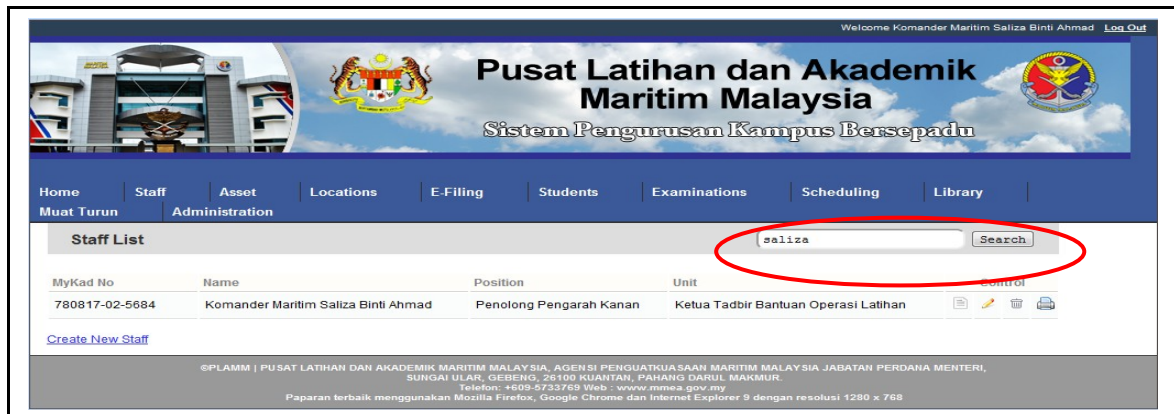 Welcome Komander Maritim Saliza Binti Ahmad Log Out
Pusat Latihan dan Akademik
Maritim Malaysia
Sistem Pengurusan Kampus Bersepadu
Home Staff Asset Locations E-Filing Students Examinations Scheduling Library
Muat Turun Administration
Staff List saliza Search
MyKad No Name Position Unit Control
780817-02-5684 Komander Maritim Saliza Binti Ahmad Penolong Pengarah Kanan Ketua Tadbir Bantuan Operasi Latihan
Create New Staff
©PLAMM | PUSAT LATIHAN DAN AKADEMIK MARITIM MALAYSIA, AGENSI PENGUATKUASAAN MARITIM MALAYSIA JABATAN PERDANA MENTERI,
SUNGAI ULAR, GEBENG, 26100 KUANTAN, PAHANG DARUL MAKMUR.
Telefon: +609-5733769 Web : www.mmea.gov.my
Paparan terbaik menggunakan Mozilla Firefox, Google Chrome dan Internet Explorer 9 dengan resolusi 1280 x 768